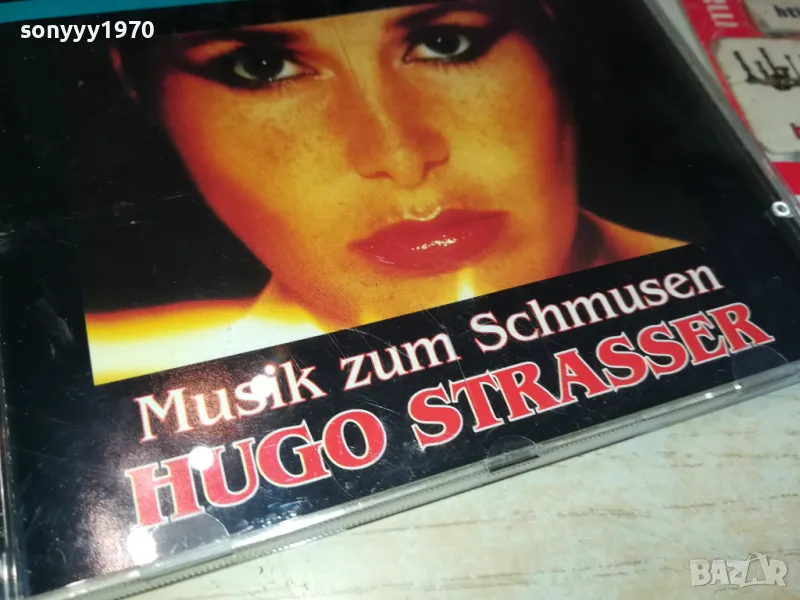 sonyyy1970
Musik zum Schmusen
HUGO STRASSER
BAZAR